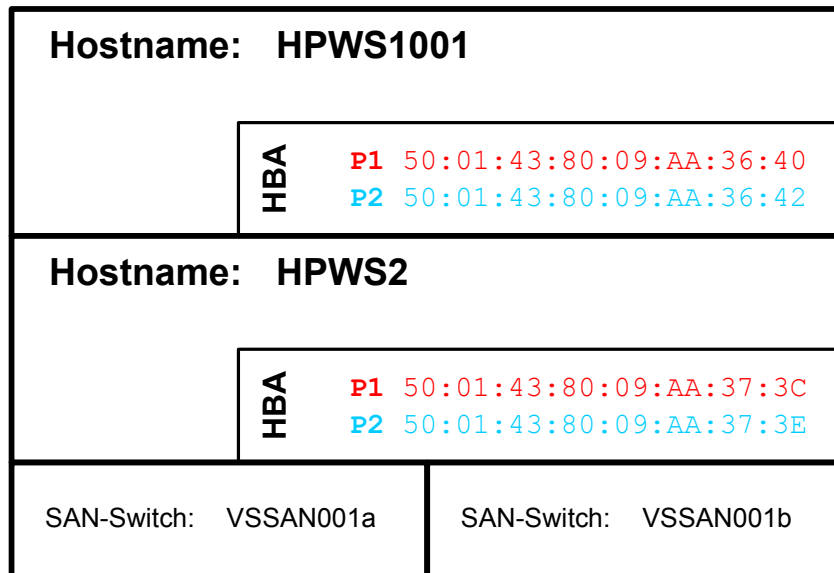 Hostname: HPWS1001
HBA
P1 50:01:43:80:09:AA:36:40
P2 50:01:43:80:09:AA:36:42
Hostname: HPWS2
HBA
P1 50:01:43:80:09:AA:37:3C
P2 50:01:43:80:09:AA:37:3E
SAN-Switch: VSSAN001a
SAN-Switch: VSSAN001b